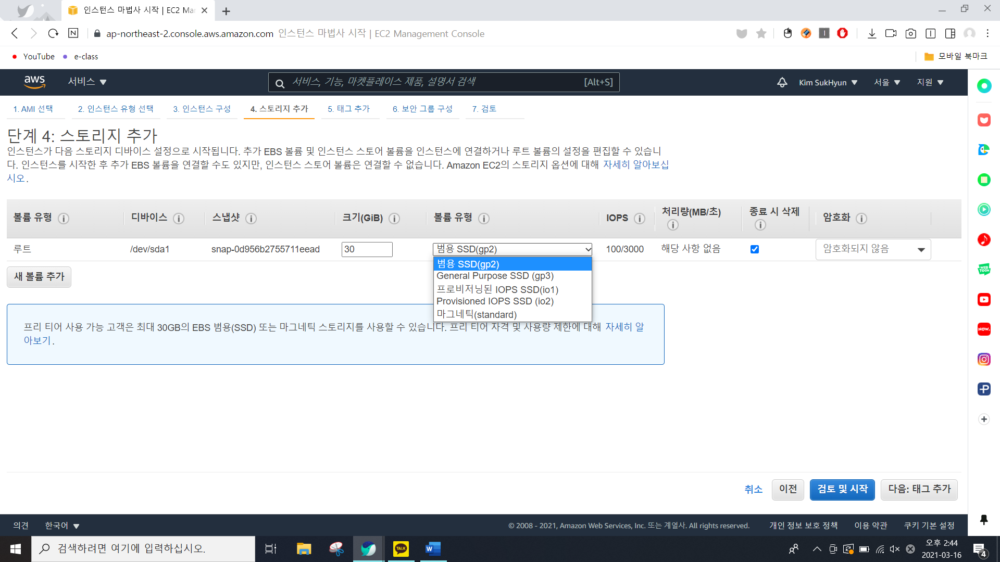 인스턴스 마법사 시작 | EC2 Ma
ap-northeast-2.console.aws.amazon.com 인스턴스 마법사 시작 | EC2 Management Console
YouTube e-class 모바일 북마크
aws 서비스 서비스, 기능, 마켓플레이스 제품, 설명서 검색 [Alt+S] Kim SukHyun 서울 지원
1. AMI 선택 2. 인스턴스 유형 선택 3. 인스턴스 구성 4. 스토리지 추가 5. 태그 추가 6. 보안 그룹 구성 7. 검토
단계 4: 스토리지 추가
인스턴스가 다음 스토리지 디바이스 설정으로 시작됩니다. 추가 EBS 볼륨 및 인스턴스 스토어 볼륨을 인스턴스에 연결하거나 루트 볼륨의 설정을 편집할 수 있습니
다. 인스턴스를 시작한 후 추가 EBS 볼륨을 연결할 수도 있지만, 인스턴스 스토어 볼륨은 연결할 수 없습니다. Amazon EC2의 스토리지 옵션에 대해 자세히 알아보십
시오.
볼륨 유형 디바이스 스냅샷 크기(GiB) 볼륨 유형 IOPS 처리량(MB/초) 종료 시 삭제 암호화
루트 /dev/sda1 snap-0d956b2755711eead 30 범용 SSD(gp2) 100/3000 해당 사항 없음 암호화되지 않음
범용 SSD(gp2)
General Purpose SSD (gp3)
프로비저닝된 IOPS SSD(io1)
Provisioned IOPS SSD (io2)
마그네틱(standard)
새 볼륨 추가
프리 티어 사용 가능 고객은 최대 30GB의 EBS 범용(SSD) 또는 마그네틱 스토리지를 사용할 수 있습니다. 프리 티어 자격 및 사용량 제한에 대해 자세히 알
아보기.
취소 이전 검토 및 시작 다음: 태그 추가
의견 한국어 © 2008 - 2021, Amazon Web Services, Inc. 또는 계열사. All rights reserved. 개인 정보 보호 정책 이용 약관 쿠키 기본 설정
WEB
TOON
NOW.
검색하려면 여기에 입력하십시오. TALK 오후 2:44
2021-03-16 4